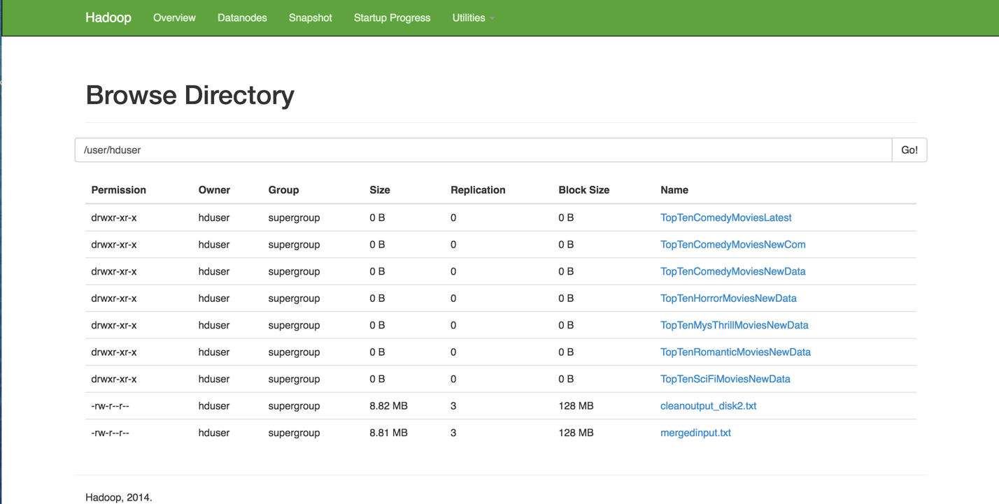 Hadoop Overview Datanodes Snapshot Startup Progress Utilities
Browse Directory
/user/hduser Go!
Permission Owner Group Size Replication Block Size Name
drwxr-xr-x hduser supergroup 0 B 0 0 B TopTenComedyMoviesLatest
drwxr-xr-x hduser supergroup 0 B 0 0 B TopTenComedyMoviesNewCom
drwxr-xr-x hduser supergroup 0 B 0 0 B TopTenComedyMoviesNewData
drwxr-xr-x hduser supergroup 0 B 0 0 B TopTenHorrorMoviesNewData
drwxr-xr-x hduser supergroup 0 B 0 0 B TopTenMysThrillMoviesNewData
drwxr-xr-x hduser supergroup 0 B 0 0 B TopTenRomanticMoviesNewData
drwxr-xr-x hduser supergroup 0 B 0 0 B TopTenSciFiMoviesNewData
-rw-r--r-- hduser supergroup 8.82 MB 3 128 MB cleanoutput_disk2.txt
-rw-r--r-- hduser supergroup 8.81 MB 3 128 MB mergedinput.txt
Hadoop, 2014.